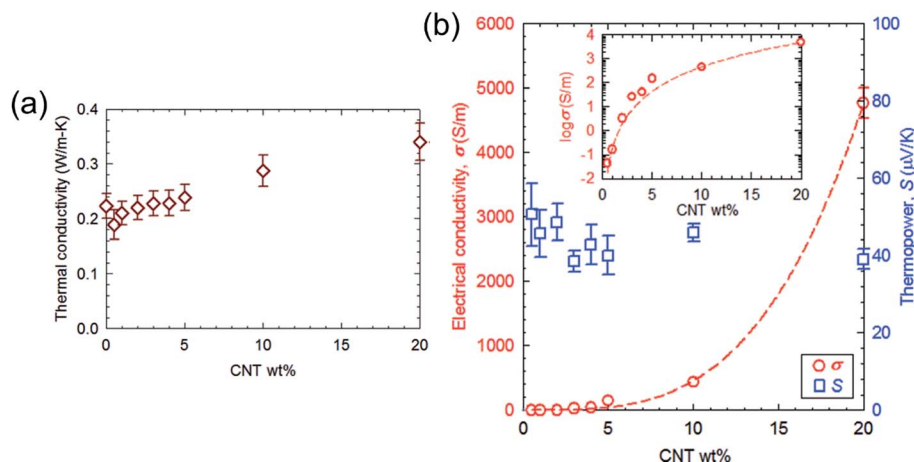 (a)
Thermal conductivity (W/m-K)
0.4
0.3
0.2
0.1
0.0
0 5 10 15 20
CNT wt%
(b)
Electrical conductivity, σ(S/m)
6000
5000
4000
3000
2000
1000
0
logσ(S/m)
4
3
2
1
0
-1
-2
0 5 10 15 20
CNT wt%
100
80
60
40
20
0
Thermopower, S (μV/K)
σ
S
0 5 10 15 20
CNT wt%